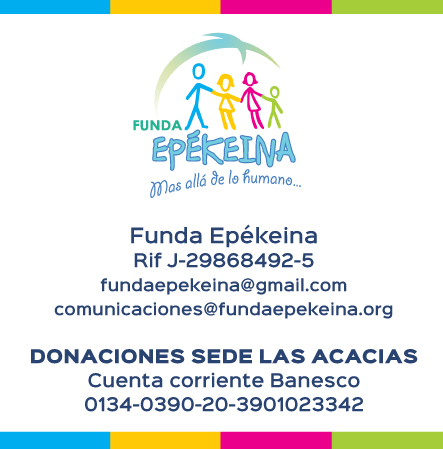 FUNDA
EPÉKEINA
Mas allá de lo humano...
Funda Epékeina
Rif J-29868492-5
fundaepekeina@gmail.com
comunicaciones@fundaepekeina.org
DONACIONES SEDE LAS ACACIAS
Cuenta corriente Banesco
0134-0390-20-3901023342